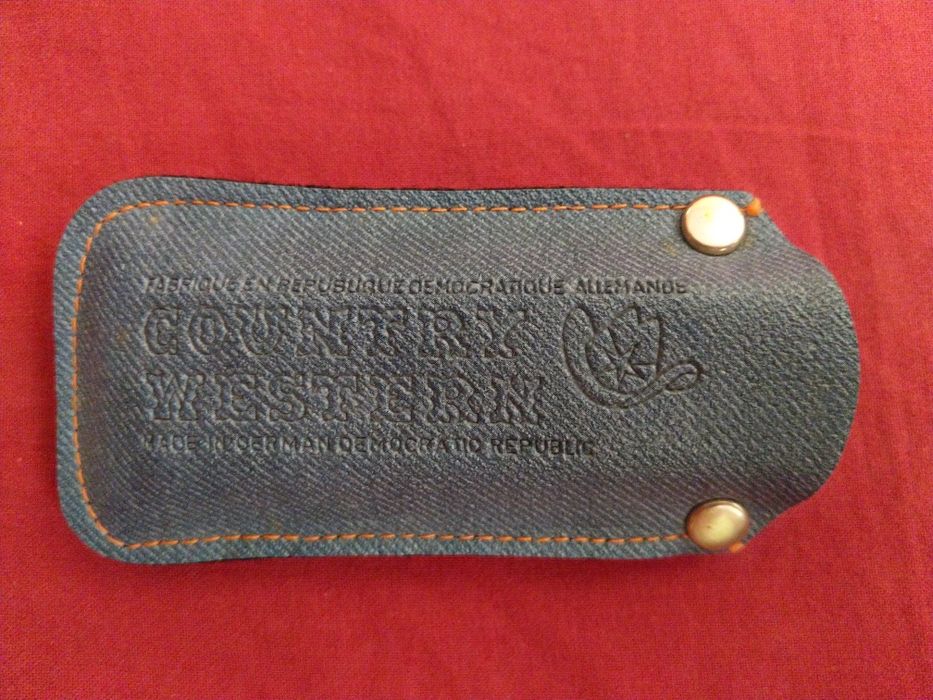 FABRIQUE EN REPUBLIQUE DEMOCRATIQUE ALLEMANDE
COUNTRY
WESTERN
MADE IN GERMAN DEMOCRATIC REPUBLIC